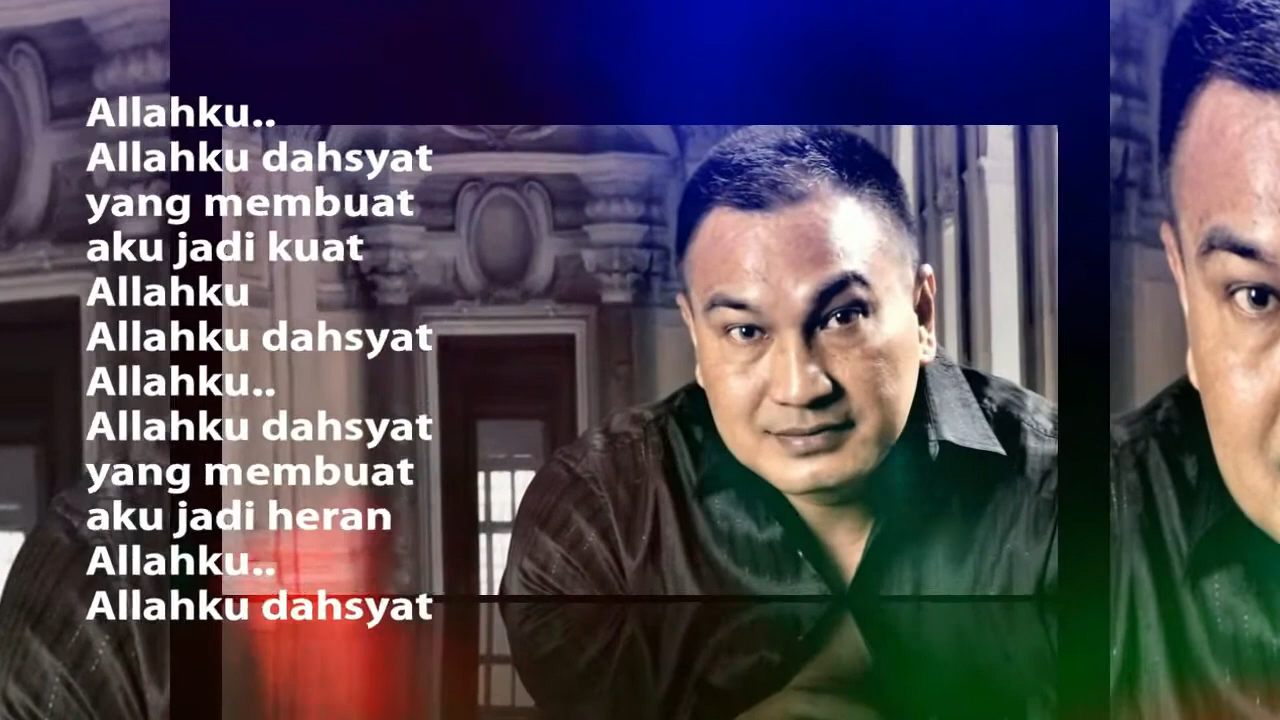 Allahku..
Allahku dahsyat
yang membuat
aku jadi kuat
Allahku
Allahku dahsyat
Allahku..
Allahku dahsyat
yang membuat
aku jadi heran
Allahku..
Allahku dahsyat